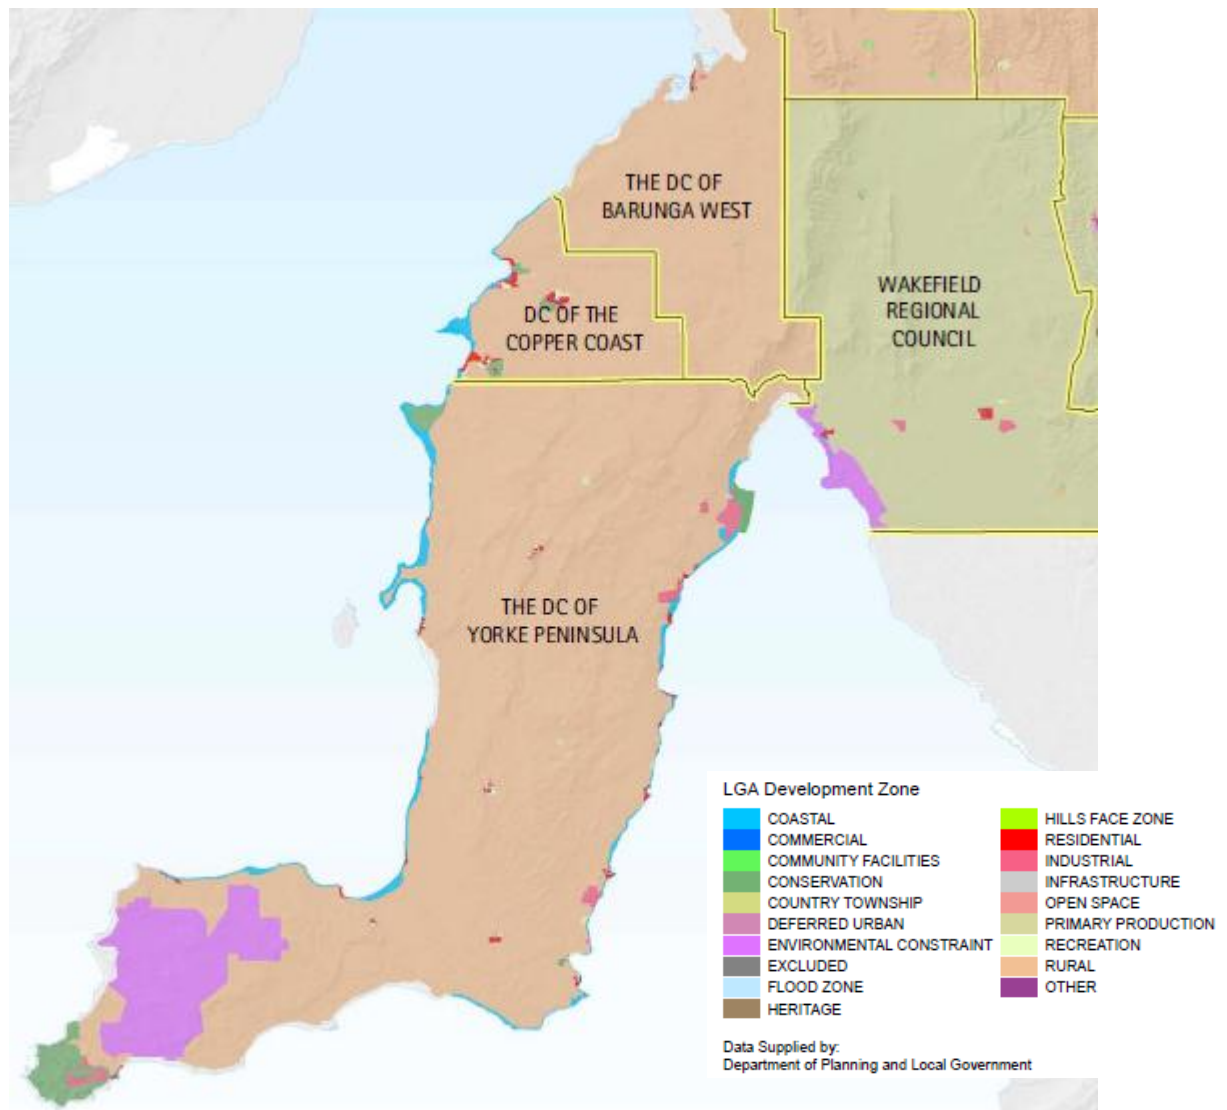 THE DC OF
BARUNGA WEST
WAKEFIELD
REGIONAL
COUNCIL
DC OF THE
COPPER COAST
THE DC OF
YORKE PENINSULA
LGA Development Zone
COASTAL
COMMERCIAL
COMMUNITY FACILITIES
CONSERVATION
COUNTRY TOWNSHIP
DEFERRED URBAN
ENVIRONMENTAL CONSTRAINT
EXCLUDED
FLOOD ZONE
HERITAGE
HILLS FACE ZONE
RESIDENTIAL
INDUSTRIAL
INFRASTRUCTURE
OPEN SPACE
PRIMARY PRODUCTION
RECREATION
RURAL
OTHER
Data Supplied by:
Department of Planning and Local Government